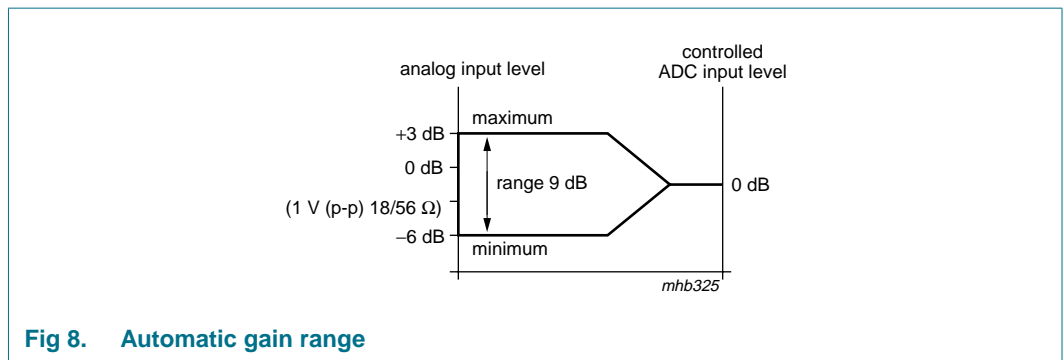 controlled
analog input level
ADC input level
maximum
+3 dB
0 dB
range 9 dB
0 dB
(1 V (p-p) 18/56 Ω)
−6 dB
minimum
mhb325
Fig 8. Automatic gain range